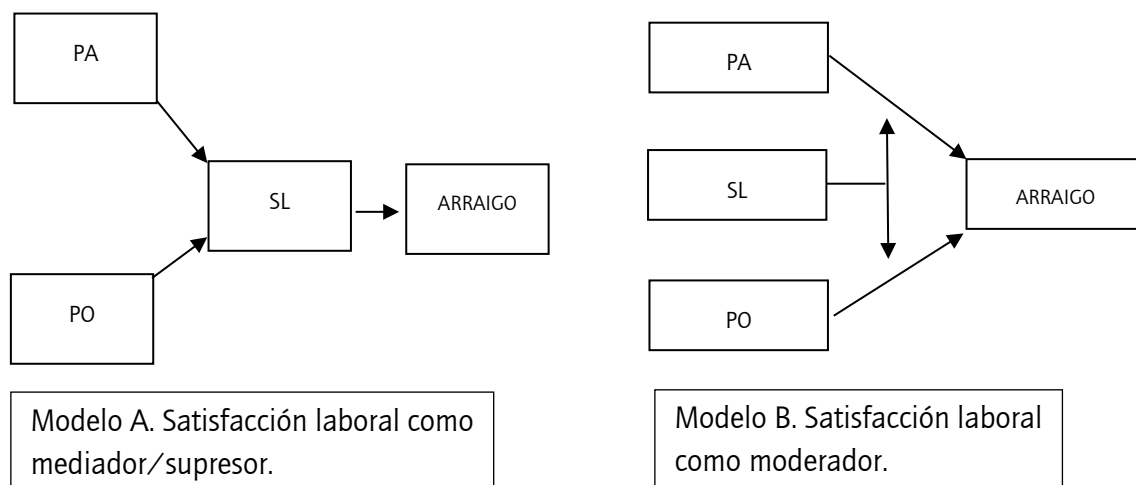 PA
SL
ARRAIGO
PO
Modelo A. Satisfacción laboral como
mediador/supresor.
PA
SL
ARRAIGO
PO
Modelo B. Satisfacción laboral
como moderador.